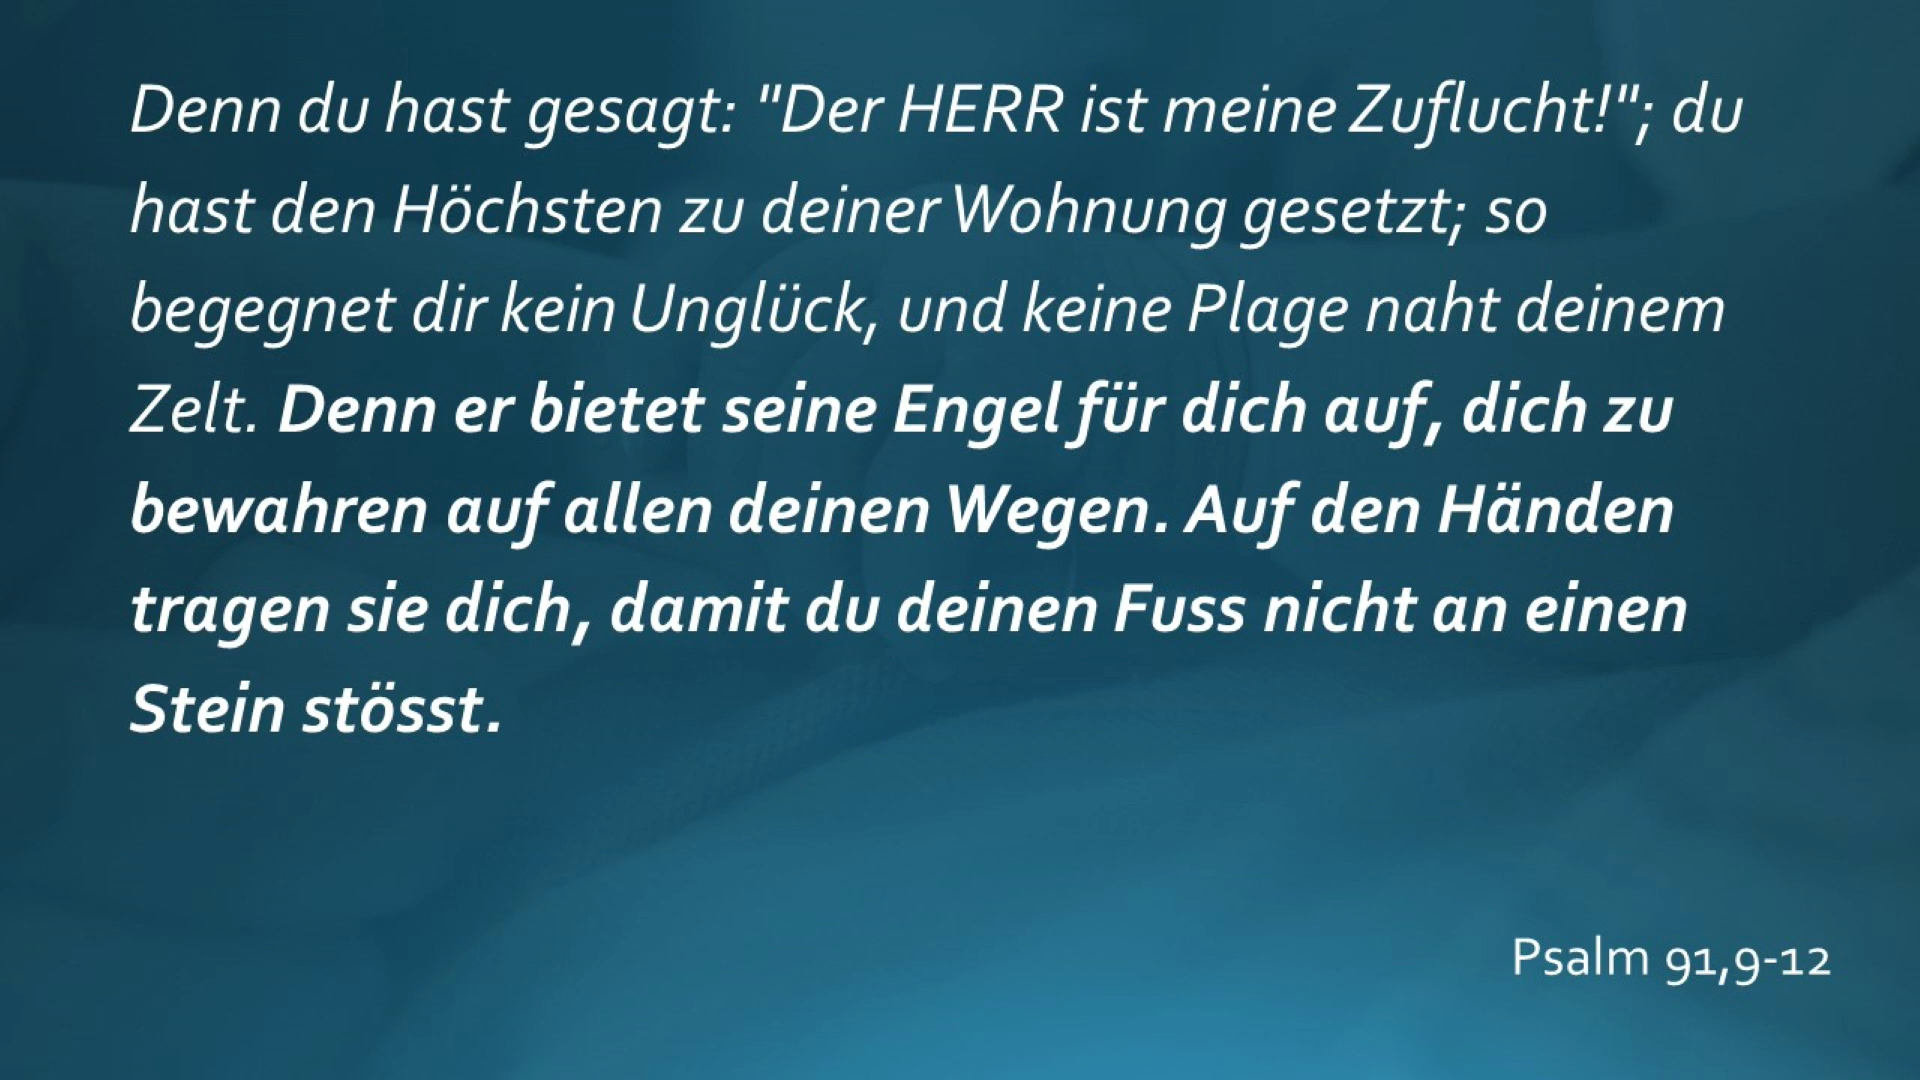 Denn du hast gesagt: "Der HERR ist meine Zuflucht!"; du
hast den Höchsten zu deiner Wohnung gesetzt; so
begegnet dir kein Unglück, und keine Plage naht deinem
Zelt. Denn er bietet seine Engel für dich auf, dich zu
bewahren auf allen deinen Wegen. Auf den Händen
tragen sie dich, damit du deinen Fuss nicht an einen
Stein stösst.
Psalm 91,9-12